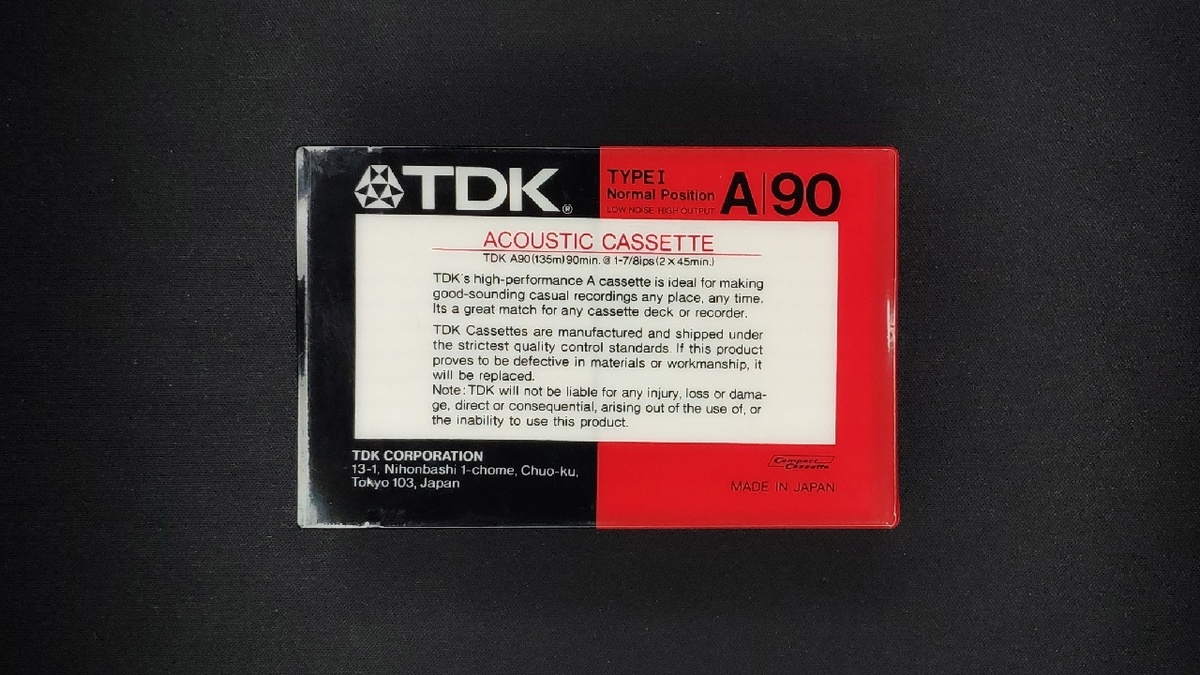 TDK®
TYPE I
Normal Position
LOW NOISE HIGH OUTPUT
A|90
ACOUSTIC CASSETTE
TDK A90(135m)90min.@1-7/8ips(2×45min.)
TDK's high-performance A cassette is ideal for making
good-sounding casual recordings any place, any time.
Its a great match for any cassette deck or recorder.
TDK Cassettes are manufactured and shipped under
the strictest quality control standards. If this product
proves to be defective in materials or workmanship, it
will be replaced.
Note:TDK will not be liable for any injury, loss or dama-
ge, direct or consequential, arising out of the use of, or
the inability to use this product.
TDK CORPORATION
13-1, Nihonbashi 1-chome, Chuo-ku,
Tokyo 103, Japan
Compact
Cassette
MADE IN JAPAN